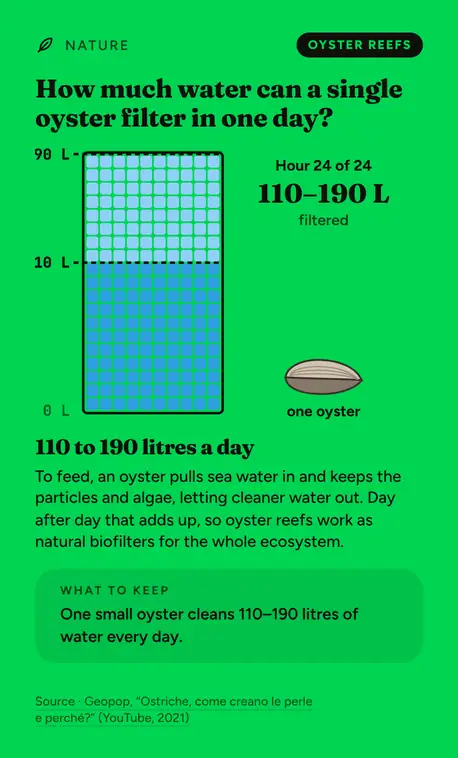 NATURE
OYSTER REEFS
How much water can a single
oyster filter in one day?
90 L
10 L
0 L
Hour 24 of 24
110–190 L
filtered
one oyster
110 to 190 litres a day
To feed, an oyster pulls sea water in and keeps the
particles and algae, letting cleaner water out. Day
after day that adds up, so oyster reefs work as
natural biofilters for the whole ecosystem.
WHAT TO KEEP
One small oyster cleans 110–190 litres of
water every day.
Source · Geopop, “Ostriche, come creano le perle
e perché?” (YouTube, 2021)